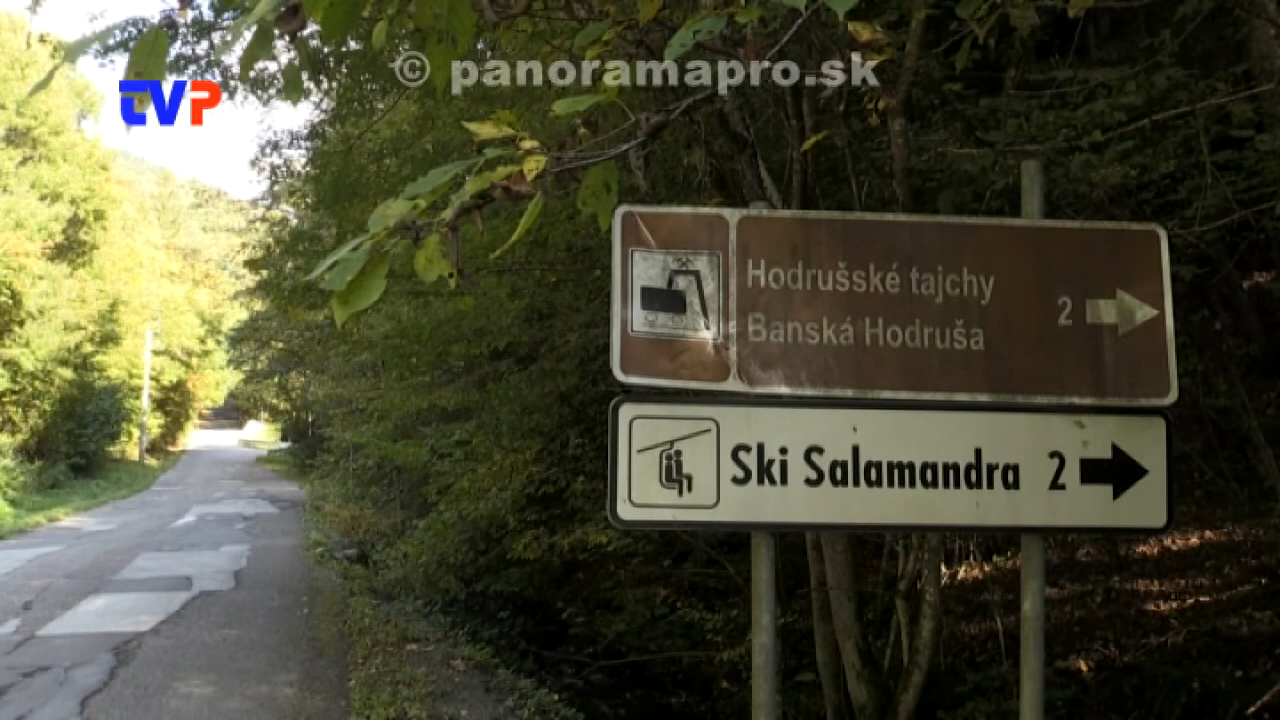 © panoramapro.sk
TVP
Hodrušské tajchy
Banská Hodruša
2
Ski Salamandra 2